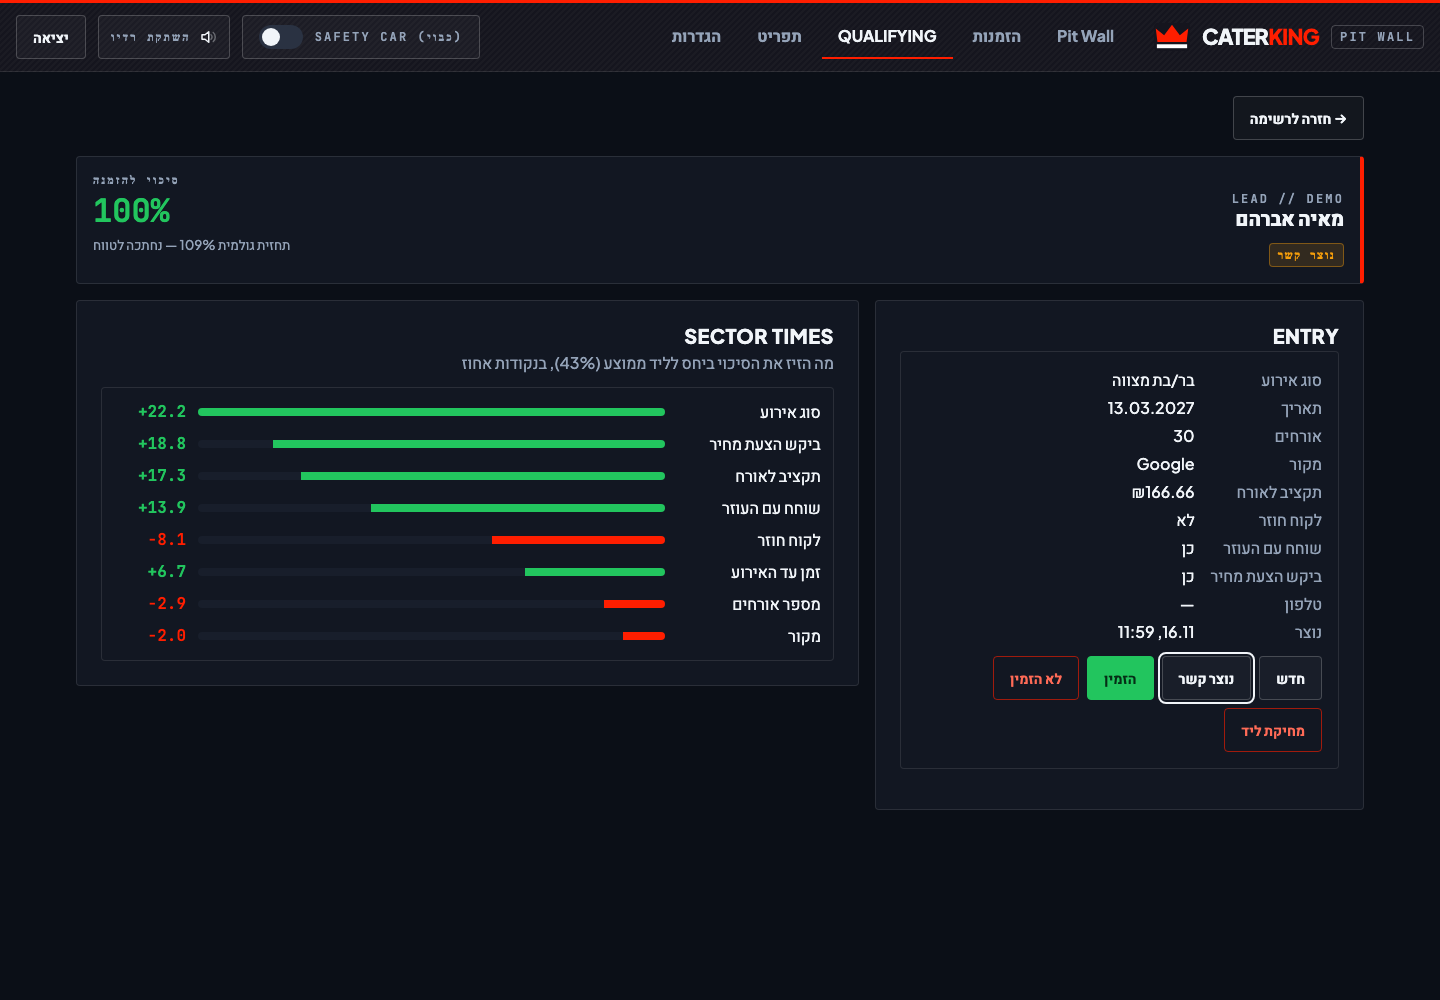 PIT WALL
CATERKING
Pit Wall
הזמנות
QUALIFYING
תפריט
הגדרות
SAFETY CAR (כבוי)
השתקת רדיו
יציאה
→ חזרה לרשימה
LEAD // DEMO
מאיה אברהם
נוצר קשר
סיכוי להזמנה
100%
תחזית גולמית 109% — נחתכה לטווח
ENTRY
סוג אירוע בר/בת מצווה
תאריך 13.03.2027
אורחים 30
מקור Google
תקציב לאורח ₪166.66
לקוח חוזר לא
שוחח עם העוזר כן
ביקש הצעת מחיר כן
טלפון —
נוצר 16.11, 11:59
חדש
נוצר קשר
הזמין
לא הזמין
מחיקת ליד
SECTOR TIMES
מה הזיז את הסיכוי ביחס לליד ממוצע (43%), בנקודות אחוז
סוג אירוע +22.2
ביקש הצעת מחיר +18.8
תקציב לאורח +17.3
שוחח עם העוזר +13.9
לקוח חוזר -8.1
זמן עד האירוע +6.7
מספר אורחים -2.9
מקור -2.0